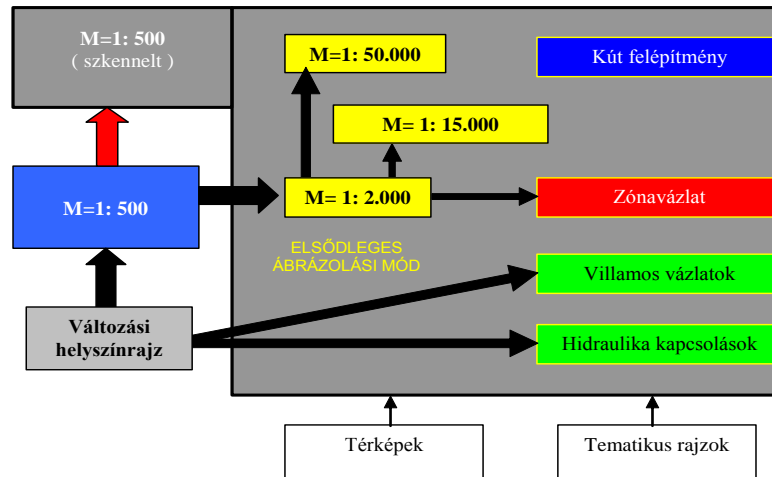 M=1: 500
( szkennelt )
M=1: 50.000
Kút felépítmény
M= 1: 15.000
M=1: 500
M= 1: 2.000
Zónavázlat
ELSŐDLEGES
ÁBRÁZOLÁSI MÓD
Villamos vázlatok
Változási
helyszínrajz
Hidraulika kapcsolások
Térképek
Tematikus rajzok